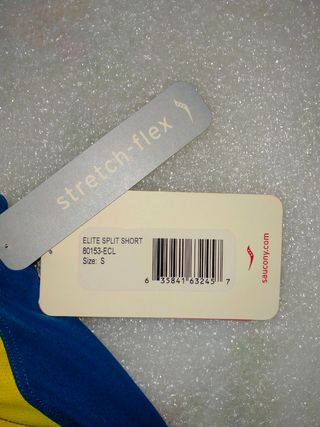 stretch-flex
ELITE SPLIT SHORT
80153-ECL
Size: S
6 35841 63245 7
saucony.com